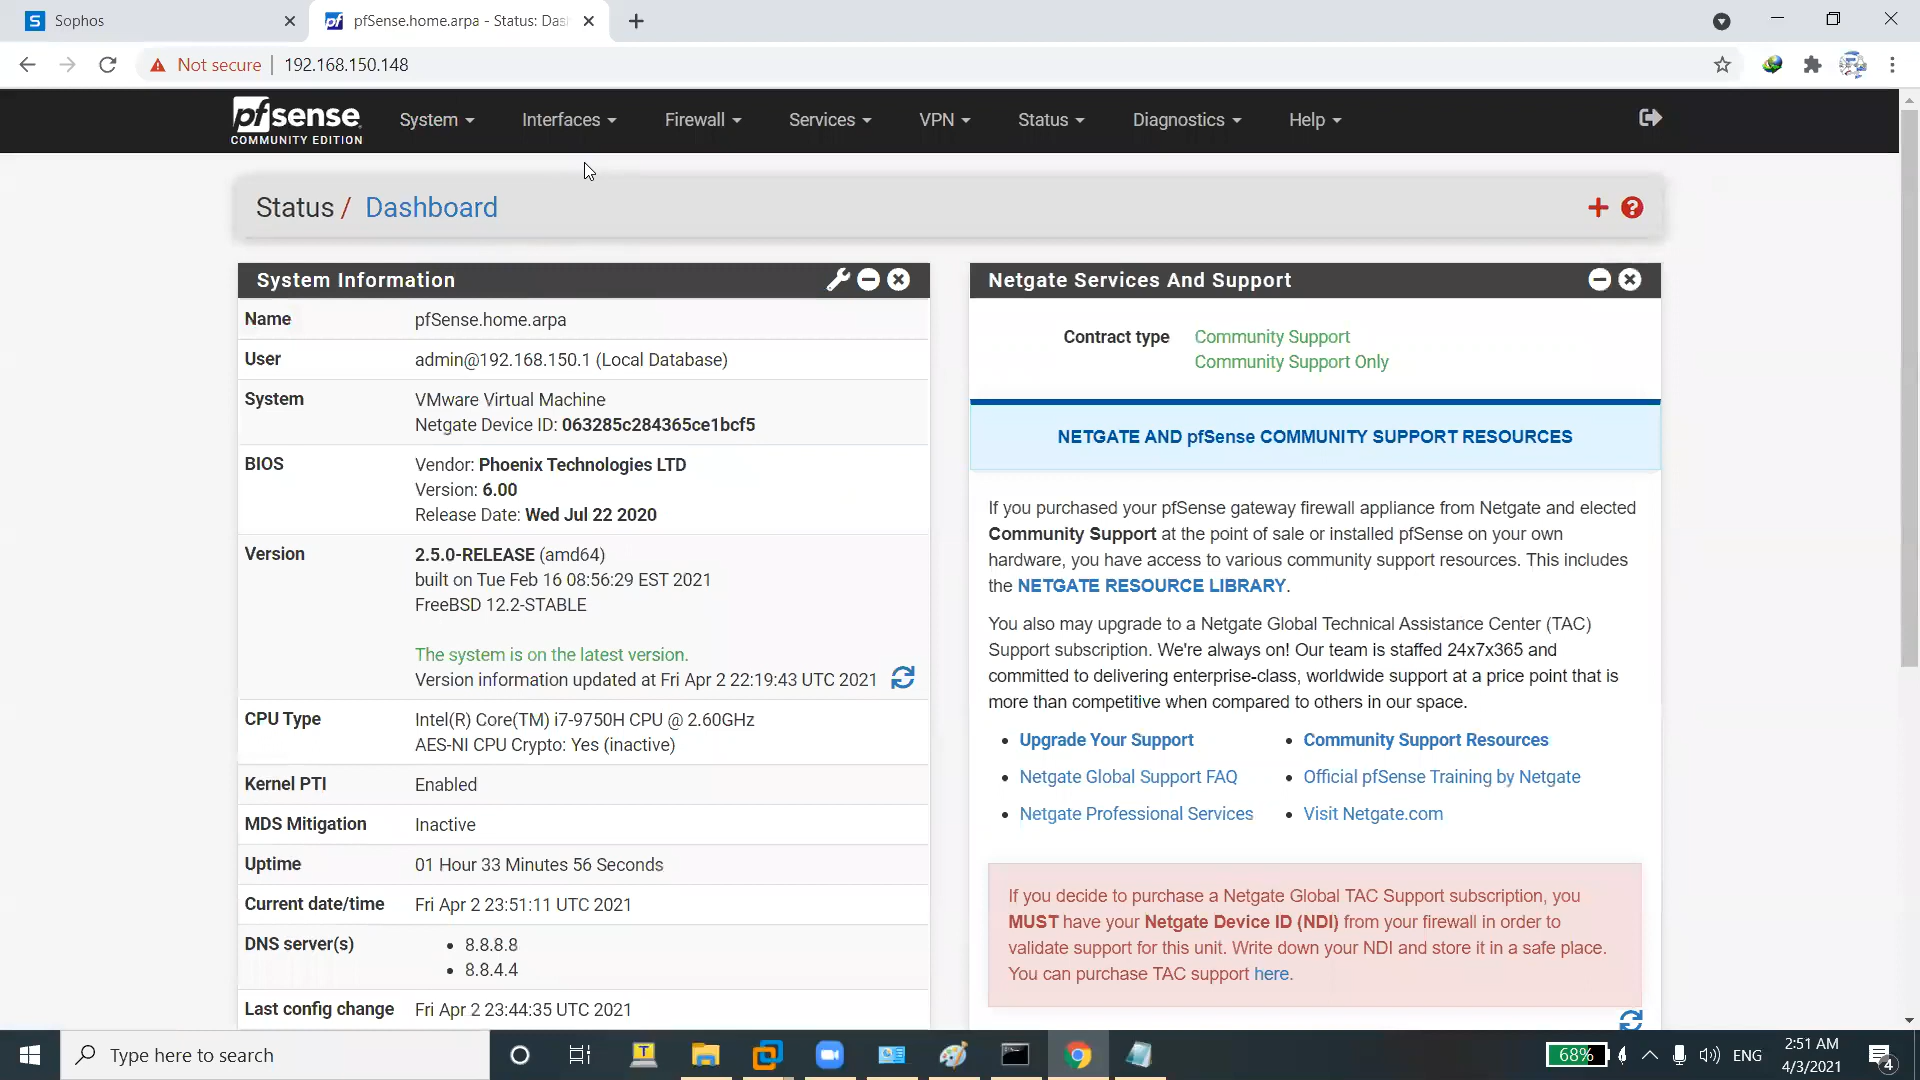 Sophos
pfSense.home.arpa - Status: Das
Not secure
192.168.150.148
pfsense
COMMUNITY EDITION
System
Interfaces
Firewall
Services
VPN
Status
Diagnostics
Help
Status / Dashboard
System Information
Name
pfSense.home.arpa
User
admin@192.168.150.1 (Local Database)
System
VMware Virtual Machine
Netgate Device ID: 063285c284365ce1bcf5
BIOS
Vendor: Phoenix Technologies LTD
Version: 6.00
Release Date: Wed Jul 22 2020
Version
2.5.0-RELEASE (amd64)
built on Tue Feb 16 08:56:29 EST 2021
FreeBSD 12.2-STABLE
The system is on the latest version.
Version information updated at Fri Apr 2 22:19:43 UTC 2021
CPU Type
Intel(R) Core(TM) i7-9750H CPU @ 2.60GHz
AES-NI CPU Crypto: Yes (inactive)
Kernel PTI
Enabled
MDS Mitigation
Inactive
Uptime
01 Hour 33 Minutes 56 Seconds
Current date/time
Fri Apr 2 23:51:11 UTC 2021
DNS server(s)
8.8.8.8
8.8.4.4
Last config change
Fri Apr 2 23:44:35 UTC 2021
Netgate Services And Support
Contract type
Community Support
Community Support Only
NETGATE AND pfSense COMMUNITY SUPPORT RESOURCES
If you purchased your pfSense gateway firewall appliance from Netgate and elected
Community Support at the point of sale or installed pfSense on your own
hardware, you have access to various community support resources. This includes
the NETGATE RESOURCE LIBRARY.
You also may upgrade to a Netgate Global Technical Assistance Center (TAC)
Support subscription. We're always on! Our team is staffed 24x7x365 and
committed to delivering enterprise-class, worldwide support at a price point that is
more than competitive when compared to others in our space.
Upgrade Your Support
Community Support Resources
Netgate Global Support FAQ
Official pfSense Training by Netgate
Netgate Professional Services
Visit Netgate.com
If you decide to purchase a Netgate Global TAC Support subscription, you
MUST have your Netgate Device ID (NDI) from your firewall in order to
validate support for this unit. Write down your NDI and store it in a safe place.
You can purchase TAC support here.
Type here to search
68%
ENG
2:51 AM
4/3/2021
4